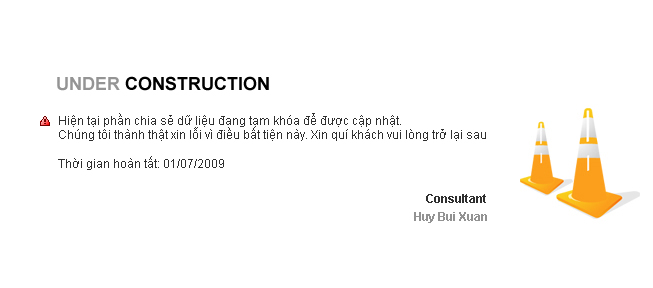 UNDER CONSTRUCTION
Hiện tại phần chia sẽ dữ liệu đang tạm khóa để được cập nhật.
Chúng tôi thành thật xin lỗi vì điều bất tiện này. Xin quí khách vui lòng trở lại sau
Thời gian hoàn tất: 01/07/2009
Consultant
Huy Bui Xuan